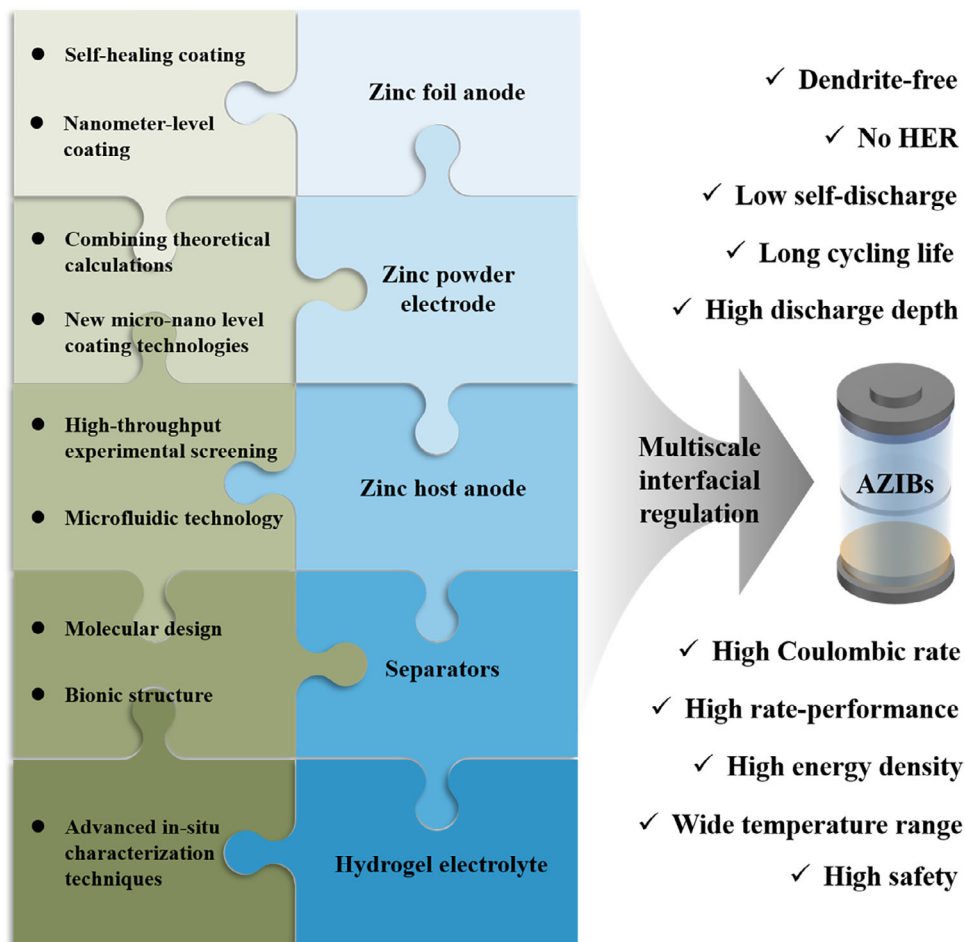 ● Self-healing coating
● Nanometer-level
coating
Zinc foil anode
● Combining theoretical
calculations
● New micro-nano level
coating technologies
Zinc powder
electrode
● High-throughput
experimental screening
● Microfluidic technology
Zinc host anode
● Molecular design
● Bionic structure
Separators
● Advanced in-situ
characterization
techniques
Hydrogel electrolyte
Multiscale
interfacial
regulation
✓ Dendrite-free
✓ No HER
✓ Low self-discharge
✓ Long cycling life
✓ High discharge depth
AZIBs
✓ High Coulombic rate
✓ High rate-performance
✓ High energy density
✓ Wide temperature range
✓ High safety